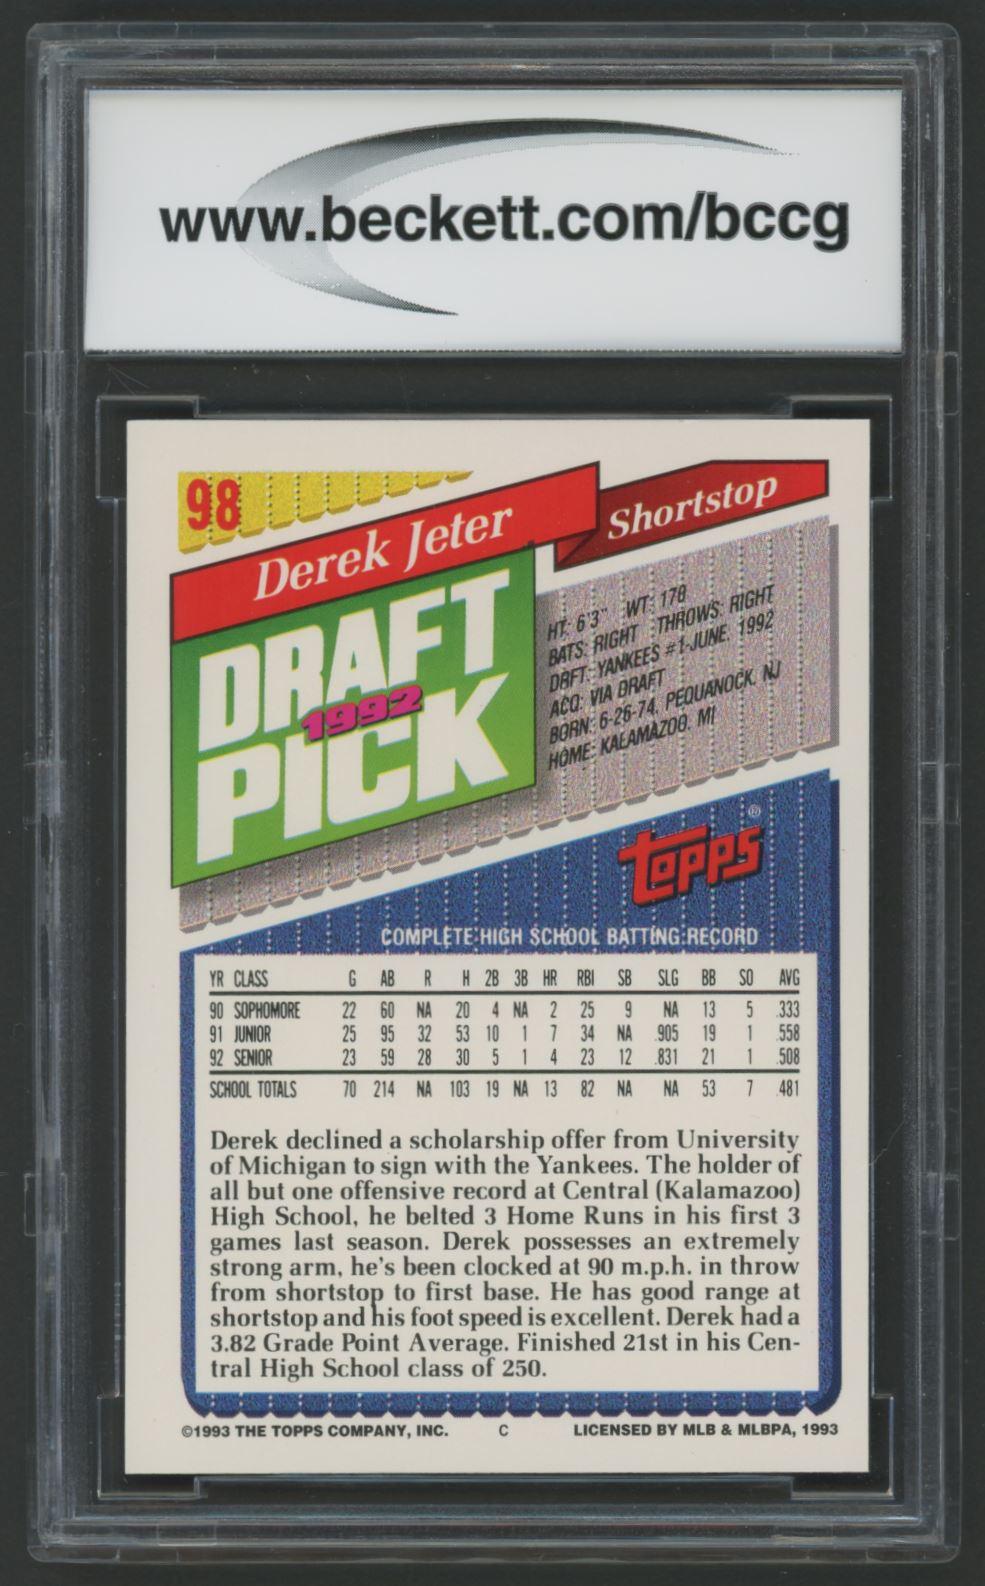 www.beckett.com/bccg
98
Derek Jeter
Shortstop
DRAFT
1992
PICK
HT: 6'3" WT: 178
BATS: RIGHT THROWS: RIGHT
DRFT: YANKEES #1-JUNE, 1992
ACQ: VIA DRAFT
BORN: 6-26-74, PEQUANOCK, NJ
HOME: KALAMAZOO, MI
Topps®
COMPLETE HIGH SCHOOL BATTING RECORD
YR CLASS G AB R H 2B 3B HR RBI SB SLG BB SO AVG
90 SOPHOMORE 22 60 NA 20 4 NA 2 25 9 NA 13 5 .333
91 JUNIOR 25 95 32 53 10 1 7 34 NA .905 19 1 .558
92 SENIOR 23 59 28 30 5 1 4 23 12 .831 21 1 .508
SCHOOL TOTALS 70 214 NA 103 19 NA 13 82 NA NA 53 7 .481
Derek declined a scholarship offer from University
of Michigan to sign with the Yankees. The holder of
all but one offensive record at Central (Kalamazoo)
High School, he belted 3 Home Runs in his first 3
games last season. Derek possesses an extremely
strong arm, he's been clocked at 90 m.p.h. in throw
from shortstop to first base. He has good range at
shortstop and his foot speed is excellent. Derek had a
3.82 Grade Point Average. Finished 21st in his Cen-
tral High School class of 250.
©1993 THE TOPPS COMPANY, INC. C LICENSED BY MLB & MLBPA, 1993